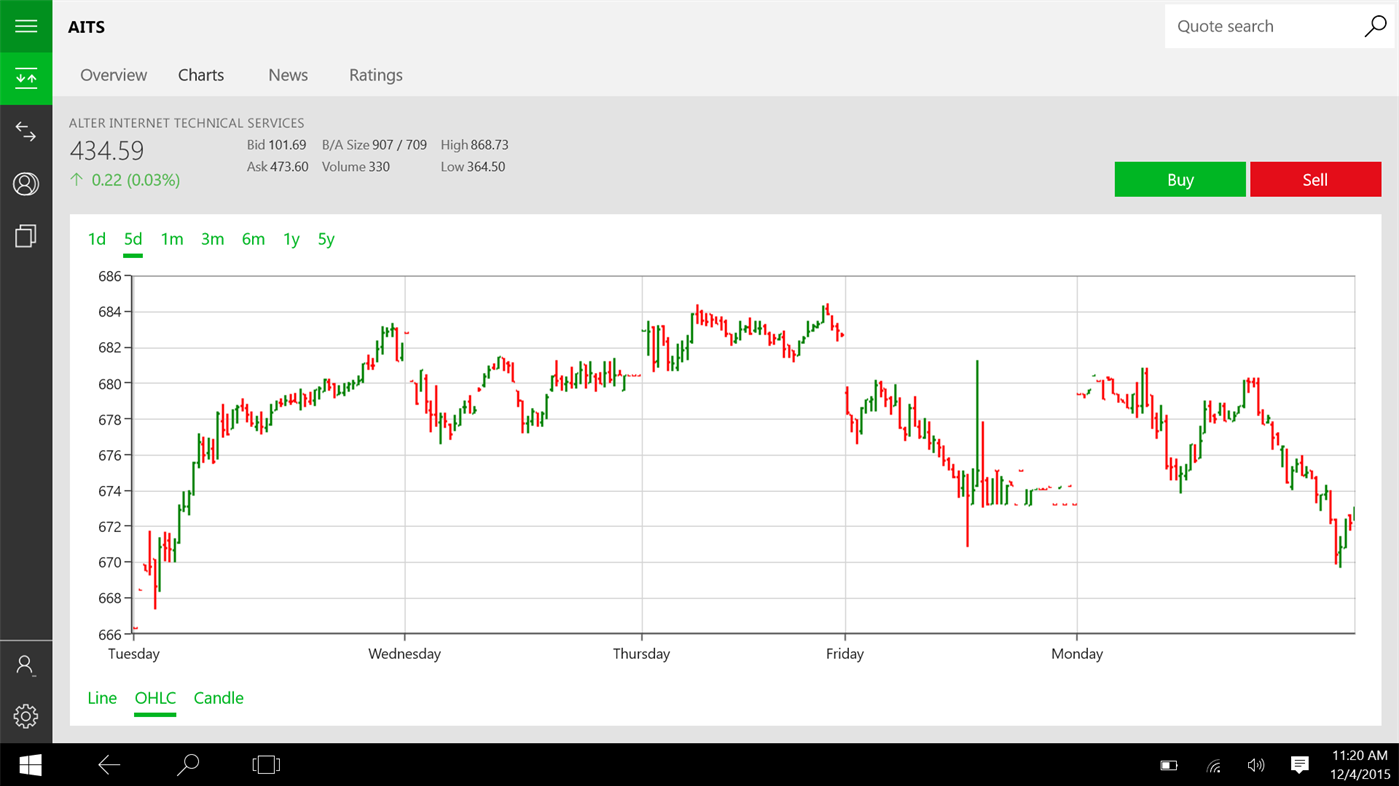 AITS
Quote search
Overview Charts News Ratings
ALTER INTERNET TECHNICAL SERVICES
434.59
Bid 101.69 B/A Size 907 / 709 High 868.73
Ask 473.60 Volume 330 Low 364.50
0.22 (0.03%)
Buy Sell
1d 5d 1m 3m 6m 1y 5y
686
684
682
680
678
676
674
672
670
668
666
Tuesday Wednesday Thursday Friday Monday
Line OHLC Candle
11:20 AM
12/4/2015